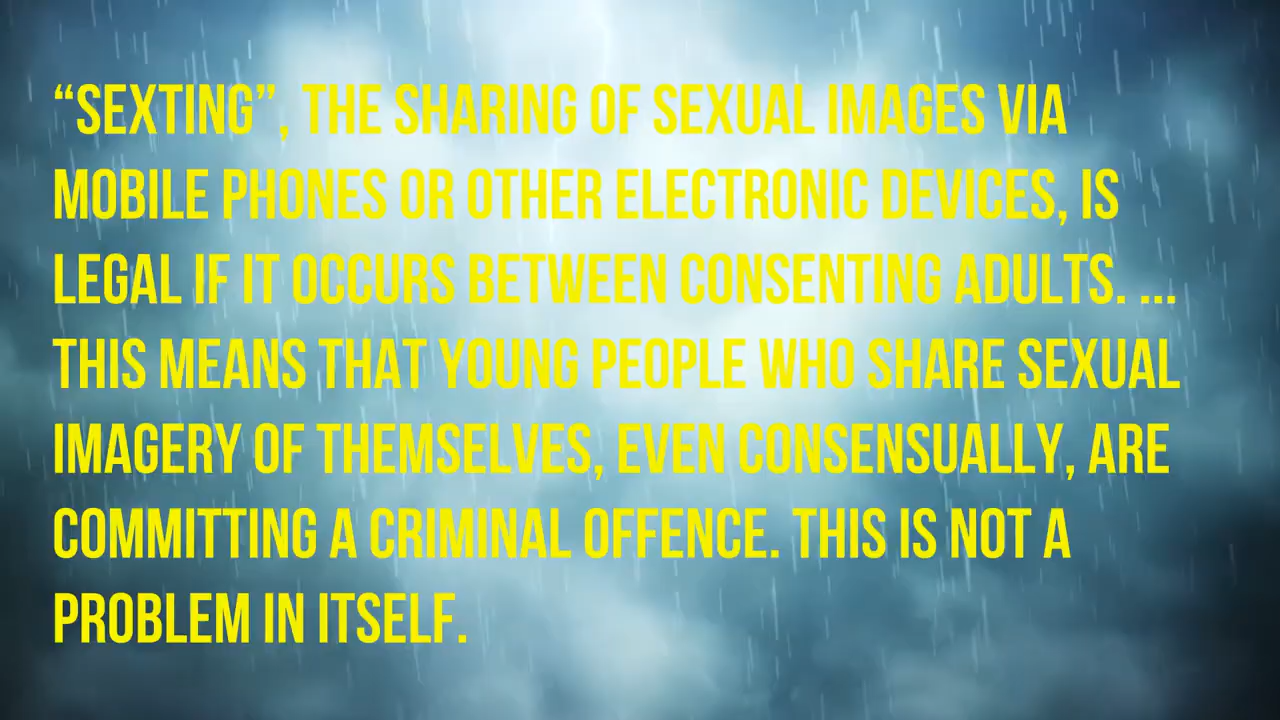 “SEXTING”, THE SHARING OF SEXUAL IMAGES VIA
MOBILE PHONES OR OTHER ELECTRONIC DEVICES, IS
LEGAL IF IT OCCURS BETWEEN CONSENTING ADULTS. ...
THIS MEANS THAT YOUNG PEOPLE WHO SHARE SEXUAL
IMAGERY OF THEMSELVES, EVEN CONSENSUALLY, ARE
COMMITTING A CRIMINAL OFFENCE. THIS IS NOT A
PROBLEM IN ITSELF.